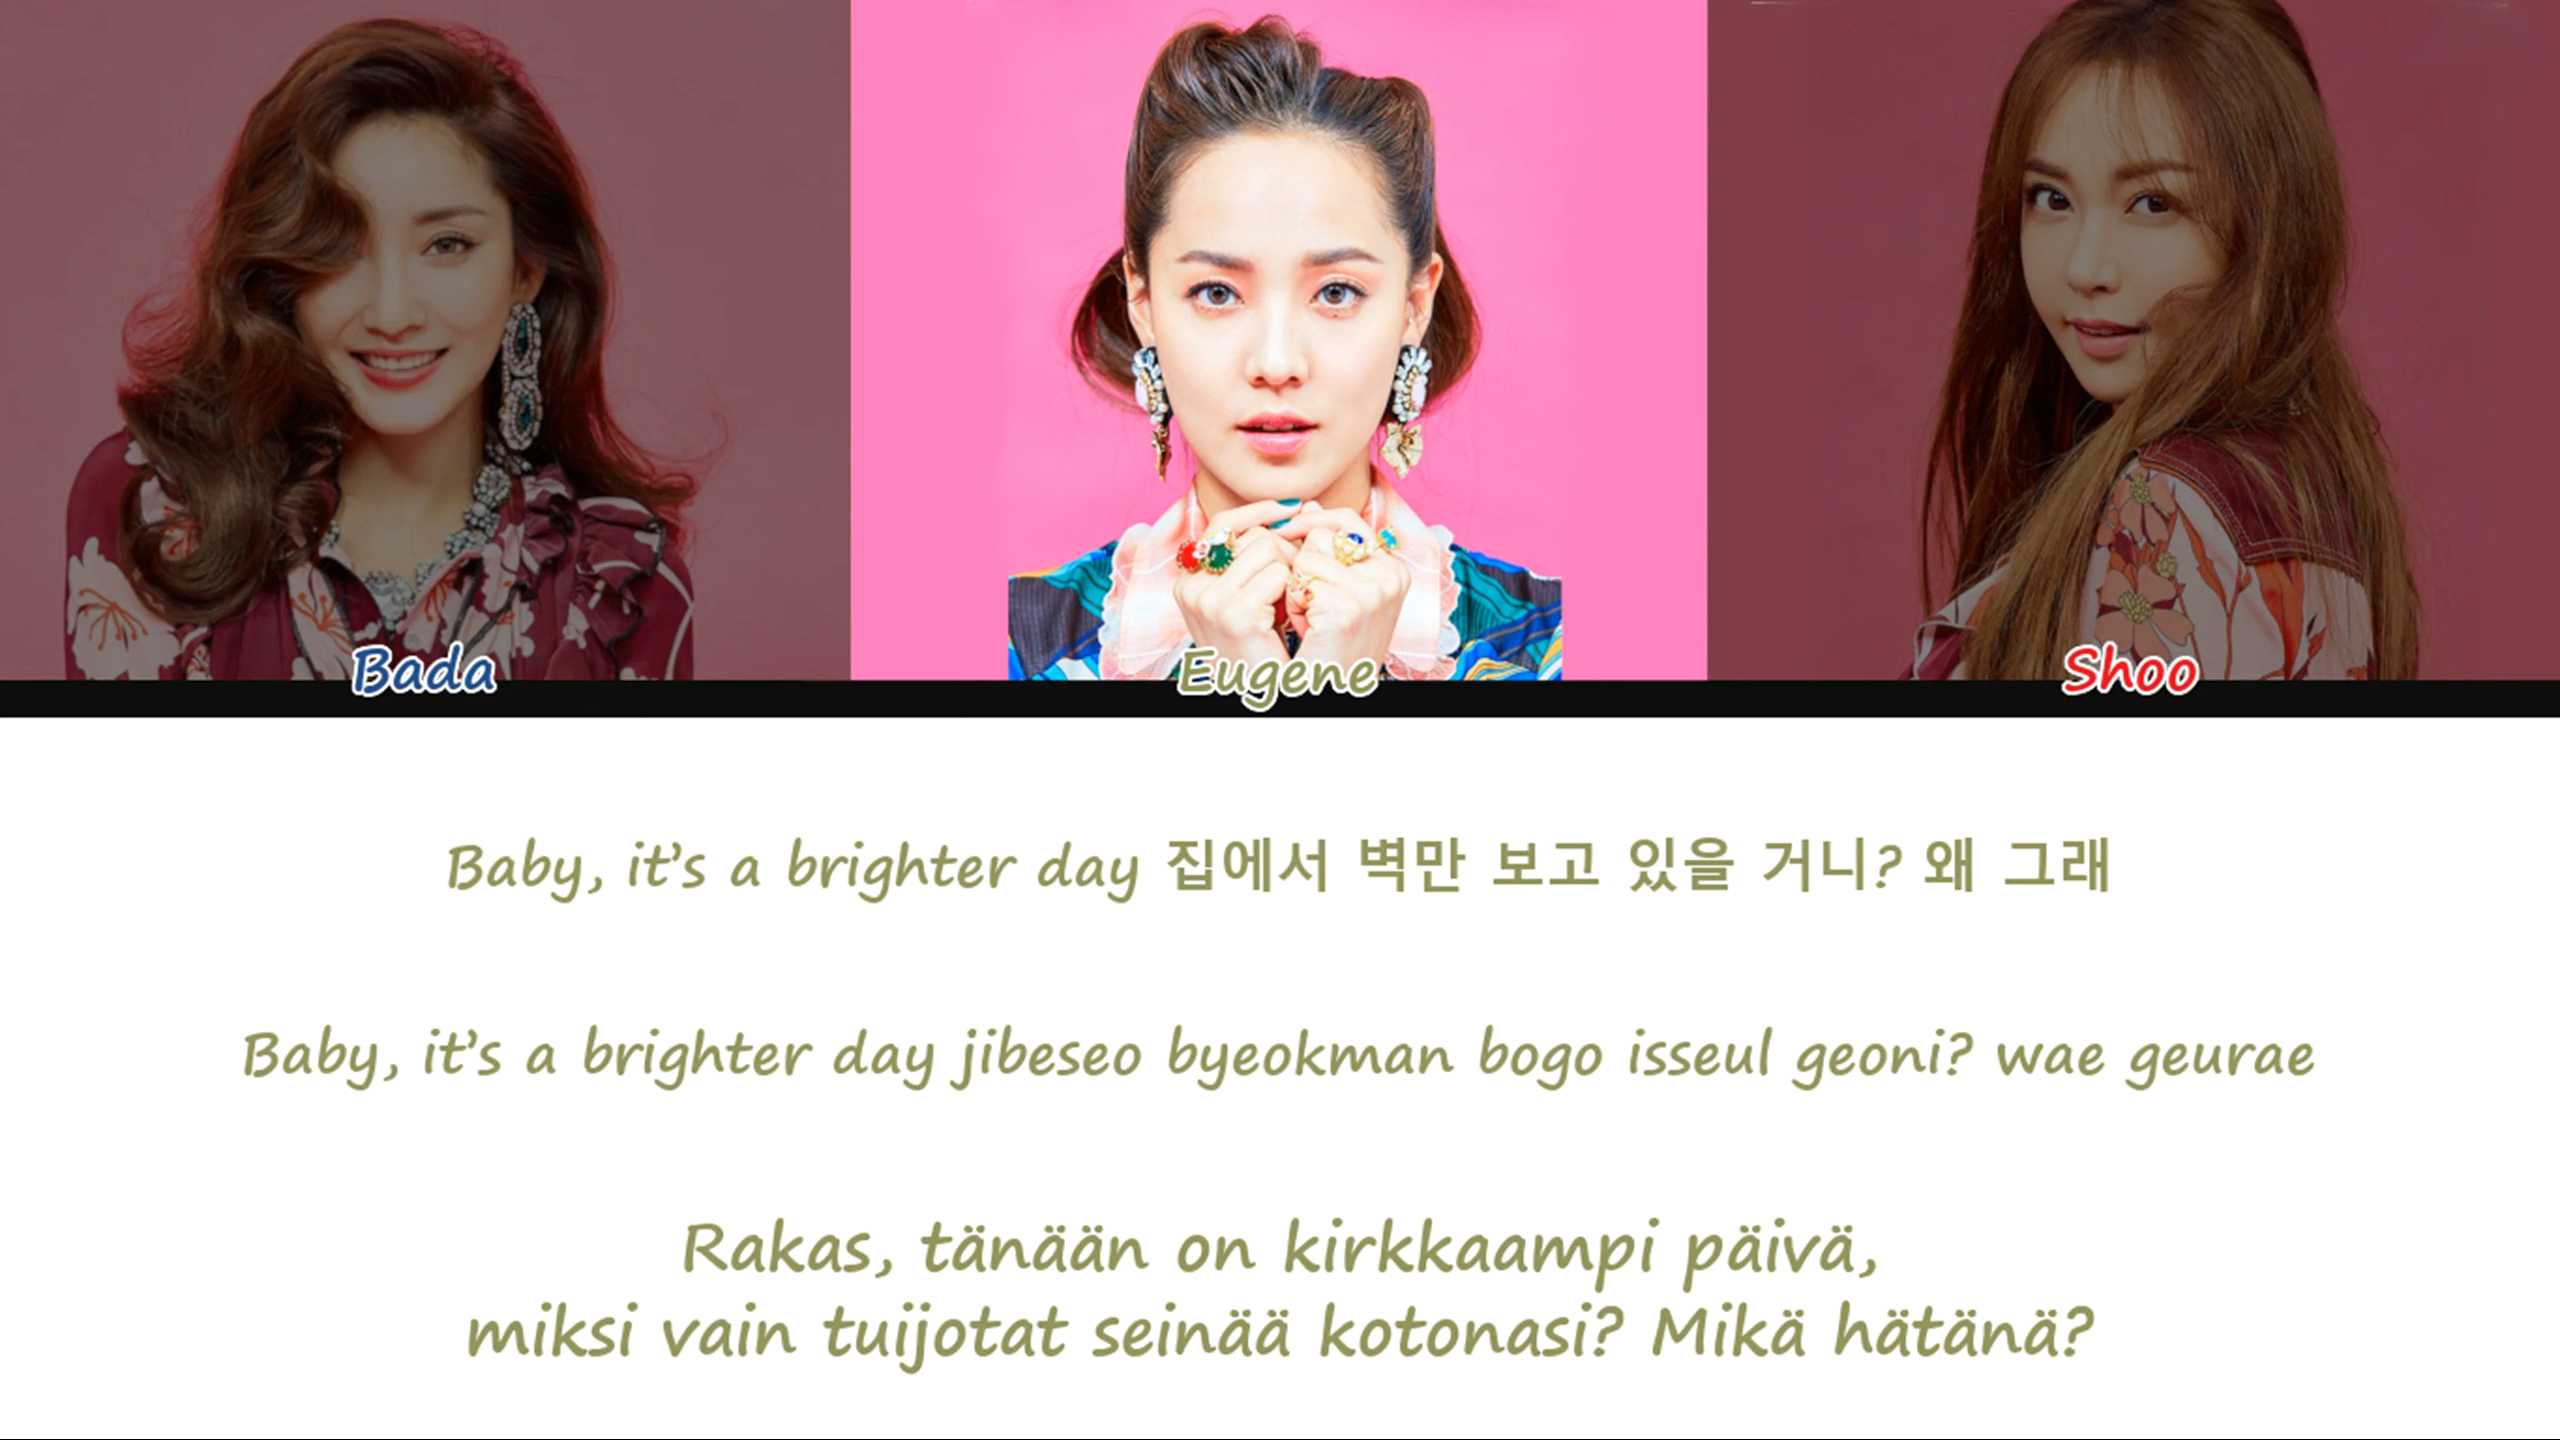 Bada
Eugene
Shoo
Baby, it’s a brighter day 집에서 벽만 보고 있을 거니? 왜 그래
Baby, it’s a brighter day jibeseo byeokman bogo isseul geoni? wae geurae
Rakas, tänään on kirkkaampi päivä,
miksi vain tuijotat seinää kotonasi? Mikä hätänä?